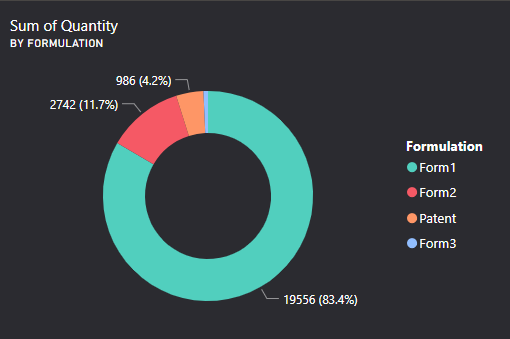 Sum of Quantity
BY FORMULATION
986 (4.2%)
2742 (11.7%)
Formulation
Form1
Form2
Patent
Form3
19556 (83.4%)